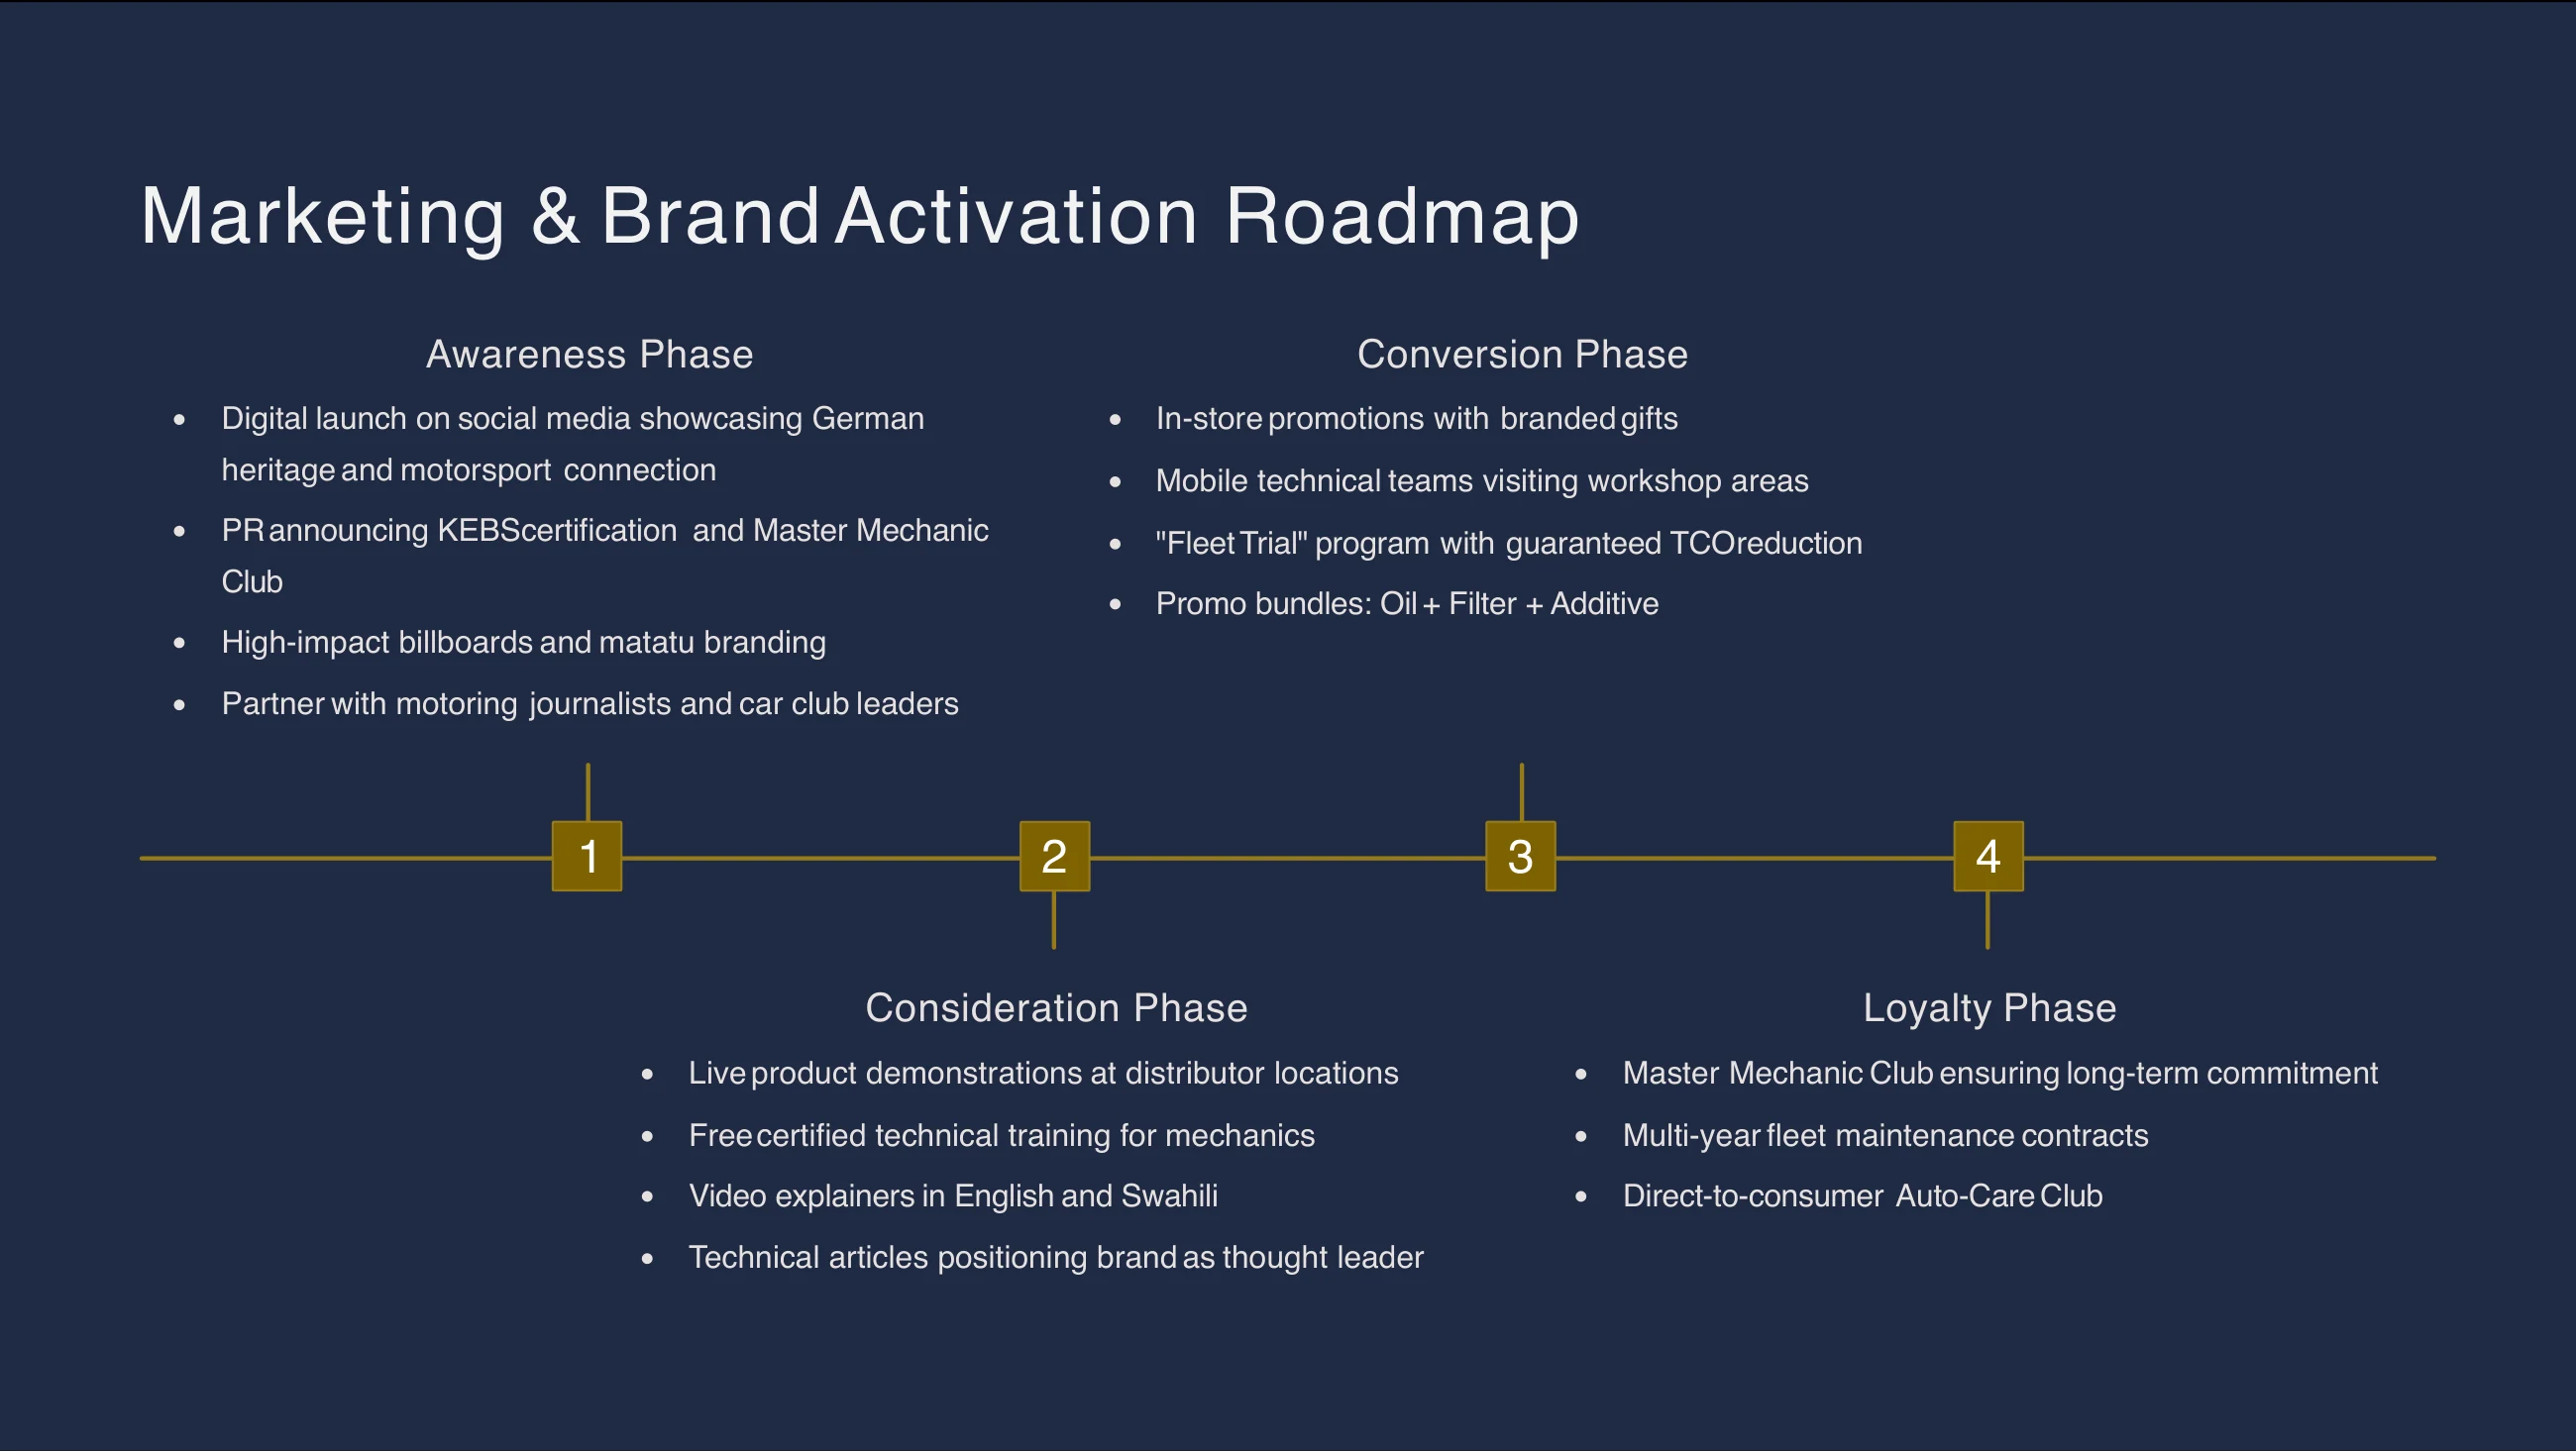 Marketing & Brand Activation Roadmap
Awareness Phase
• Digital launch on social media showcasing German
heritage and motorsport connection
• PR announcing KEBScertification and Master Mechanic
Club
• High-impact billboards and matatu branding
• Partner with motoring journalists and car club leaders
Conversion Phase
• In-store promotions with branded gifts
• Mobile technical teams visiting workshop areas
• "Fleet Trial" program with guaranteed TCOreduction
• Promo bundles: Oil + Filter + Additive
1
2
3
4
Consideration Phase
• Live product demonstrations at distributor locations
• Free certified technical training for mechanics
• Video explainers in English and Swahili
• Technical articles positioning brand as thought leader
Loyalty Phase
• Master Mechanic Club ensuring long-term commitment
• Multi-year fleet maintenance contracts
• Direct-to-consumer Auto-Care Club